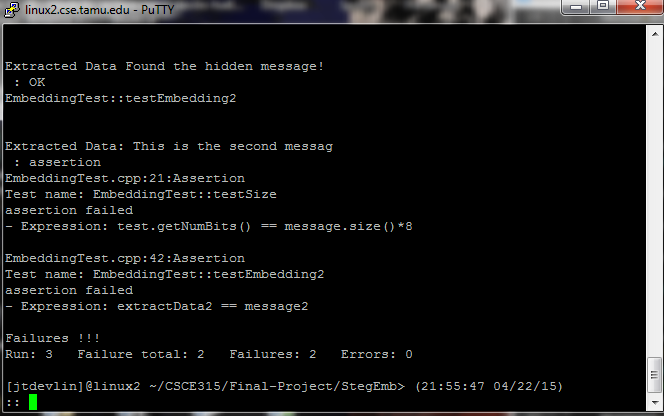 linux2.cse.tamu.edu - PuTTY
Extracted Data Found the hidden message!
 : OK
EmbeddingTest::testEmbedding2
Extracted Data: This is the second messag
 : assertion
EmbeddingTest.cpp:21:Assertion
Test name: EmbeddingTest::testSize
assertion failed
- Expression: test.getNumBits() == message.size()*8
EmbeddingTest.cpp:42:Assertion
Test name: EmbeddingTest::testEmbedding2
assertion failed
- Expression: extractData2 == message2
Failures !!!
Run: 3   Failure total: 2   Failures: 2   Errors: 0
[jtdevlin]@linux2 ~/CSCE315/Final-Project/StegEmb> (21:55:47 04/22/15)
::